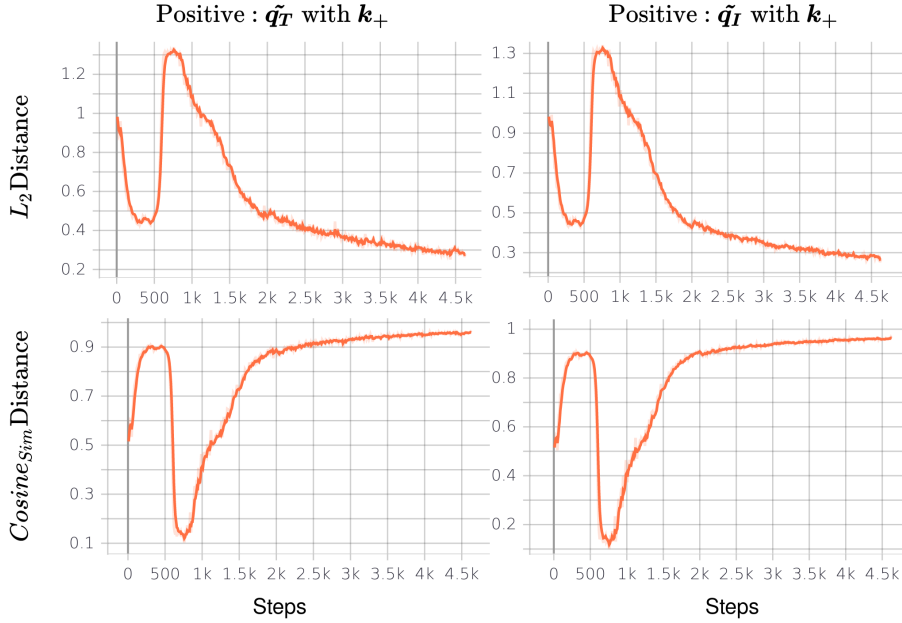 Positive : q̃_T with k_+
Positive : q̃_I with k_+
L_2Distance
1.2
1
0.8
0.6
0.4
0.2
0 500 1k 1.5k 2k 2.5k 3k 3.5k 4k 4.5k
1.3
1.1
0.9
0.7
0.5
0.3
0 500 1k 1.5k 2k 2.5k 3k 3.5k 4k 4.5k
Cosine_{Sim}Distance
0.9
0.7
0.5
0.3
0.1
0 500 1k 1.5k 2k 2.5k 3k 3.5k 4k 4.5k
1
0.8
0.6
0.4
0.2
0 500 1k 1.5k 2k 2.5k 3k 3.5k 4k 4.5k
Steps
Steps